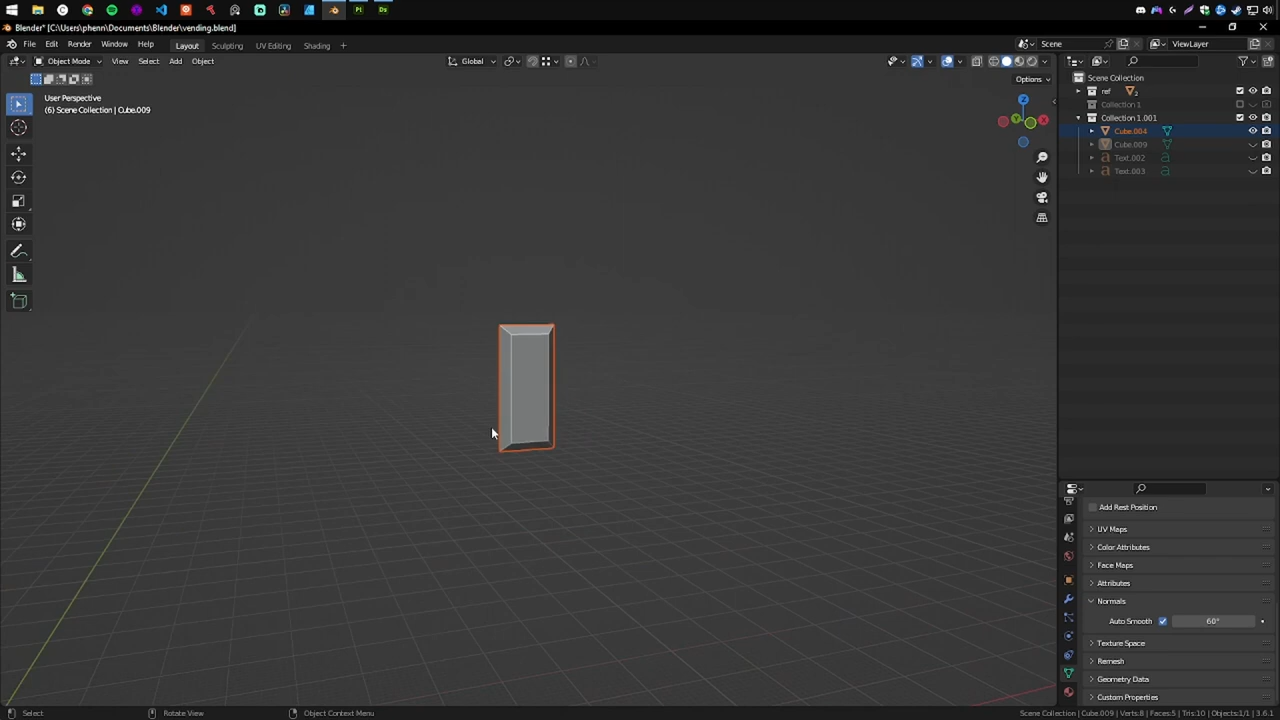 Blender* [C:\Users\phenn\Documents\Blender\vending.blend]
File Edit Render Window Help Layout Sculpting UV Editing Shading + Scene ViewLayer
Object Mode View Select Add Object Global
Options
User Perspective
(6) Scene Collection | Cube.009
Z
Y
X
Scene Collection
ref 2
Collection 1
Collection 1.001
Cube.004
Cube.009
Text.002
Text.003
Add Rest Position
UV Maps
Color Attributes
Face Maps
Attributes
Normals
Auto Smooth 60°
Texture Space
Remesh
Geometry Data
Custom Properties
Select Rotate View Object Context Menu Scene Collection | Cube.009 | Verts:8 | Faces:5 | Tris:10 | Objects:1/1 | 3.6.1